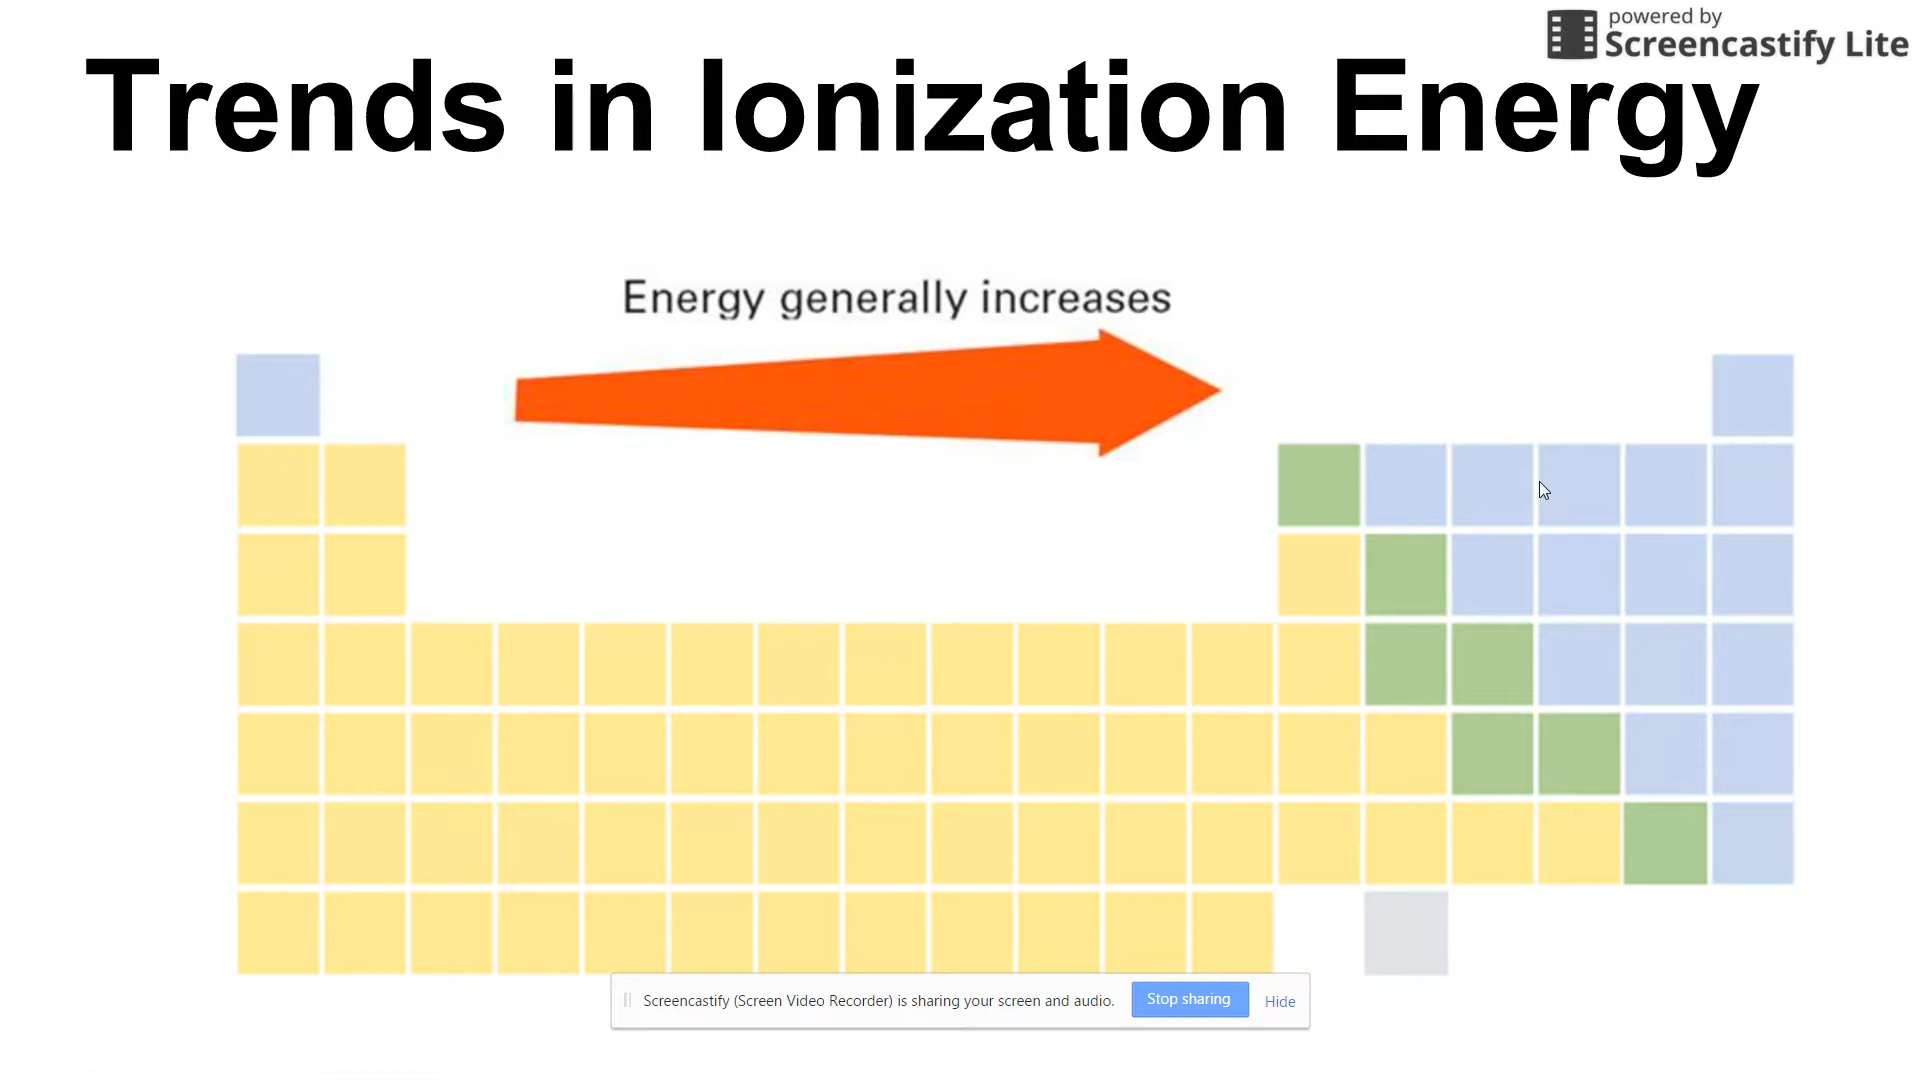 powered by
Screencastify Lite
Trends in Ionization Energy
Energy generally increases
Screencastify (Screen Video Recorder) is sharing your screen and audio. Stop sharing Hide